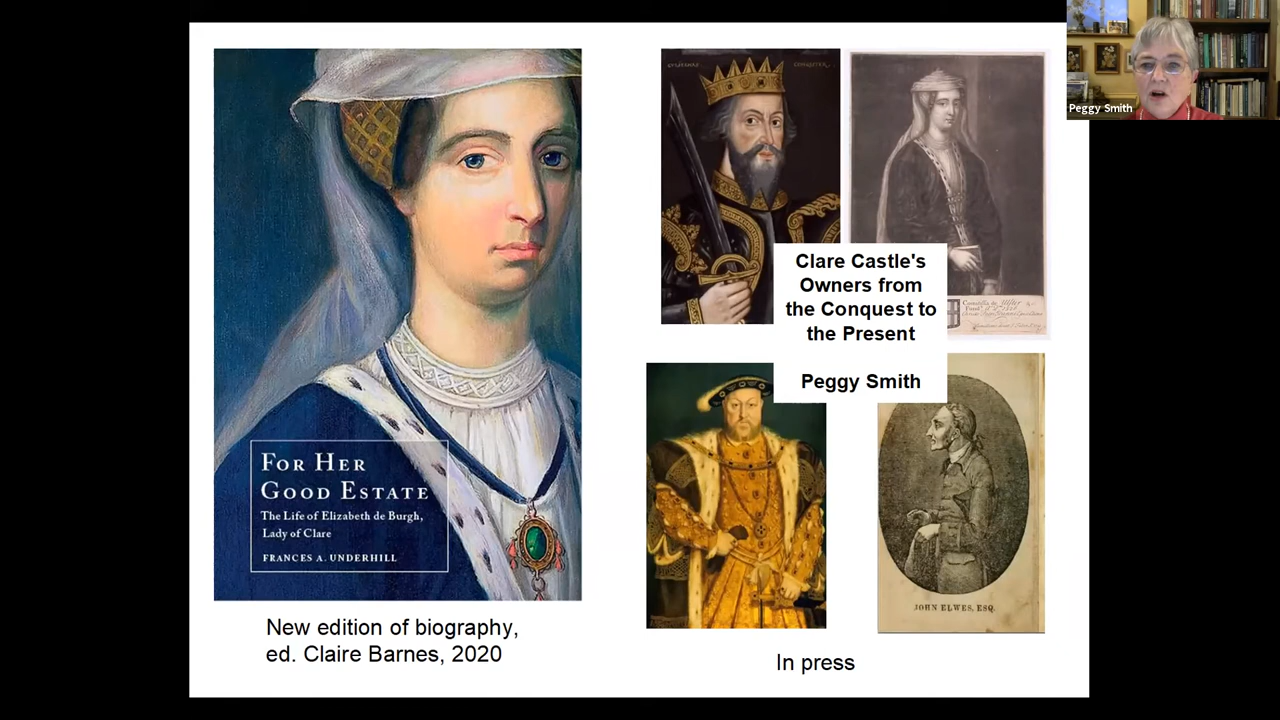 FOR HER
GOOD ESTATE
The Life of Elizabeth de Burgh,
Lady of Clare
FRANCES A. UNDERHILL
New edition of biography,
ed. Claire Barnes, 2020
Clare Castle's
Owners from
the Conquest to
the Present
Peggy Smith
JOHN ELWES, ESQ.
In press
Peggy Smith